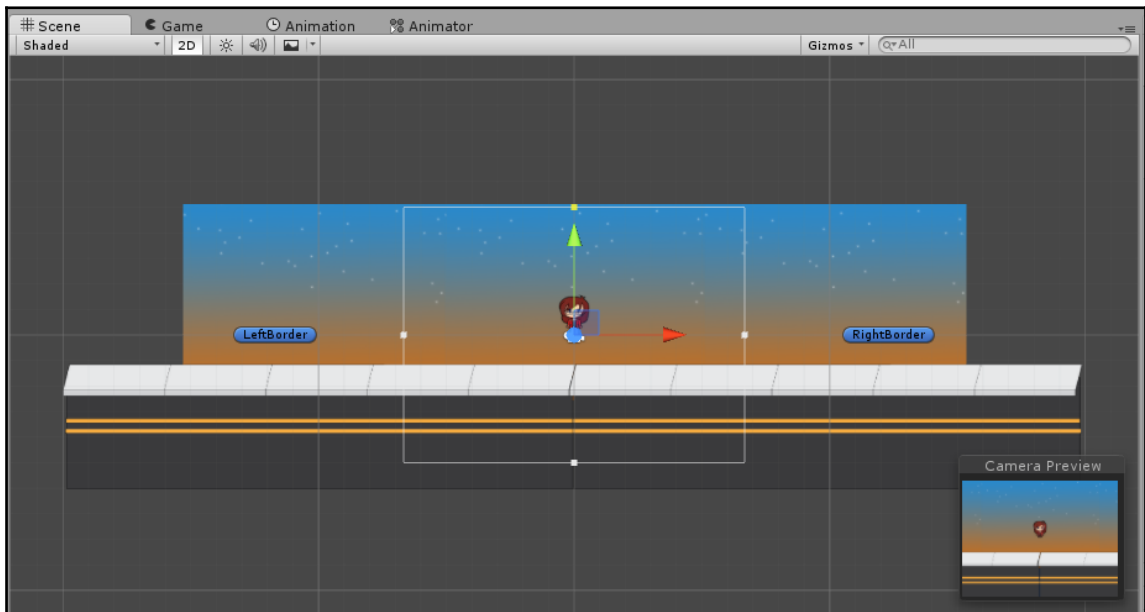 Scene Game Animation Animator
Shaded 2D Gizmos All
LeftBorder RightBorder
Camera Preview